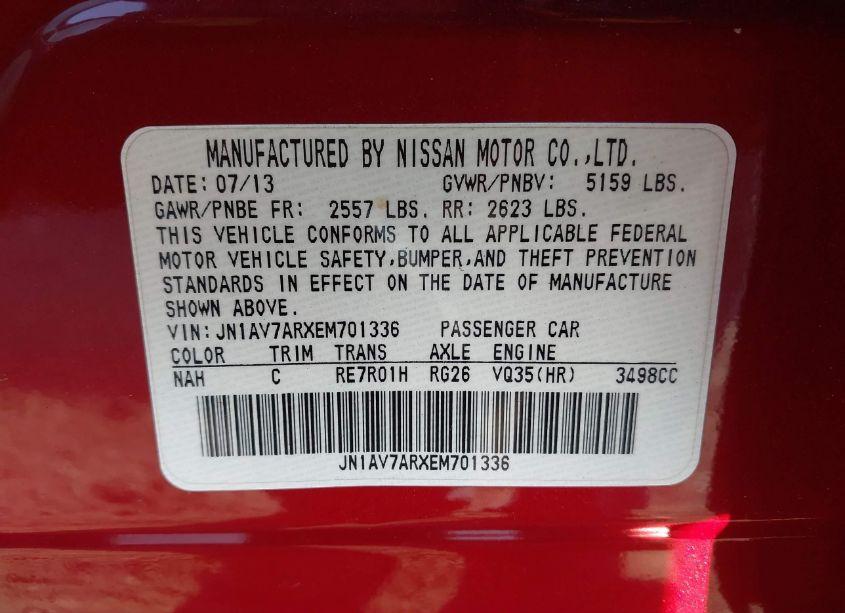 MANUFACTURED BY NISSAN MOTOR CO.,LTD.
DATE: 07/13 GVWR/PNBV: 5159 LBS.
GAWR/PNBE FR: 2557 LBS. RR: 2623 LBS.
THIS VEHICLE CONFORMS TO ALL APPLICABLE FEDERAL
MOTOR VEHICLE SAFETY,BUMPER,AND THEFT PREVENTION
STANDARDS IN EFFECT ON THE DATE OF MANUFACTURE
SHOWN ABOVE.
VIN:JN1AV7ARXEM701336 PASSENGER CAR
COLOR TRIM TRANS AXLE ENGINE
NAH C RE7R01H RG26 VQ35(HR) 3498CC
JN1AV7ARXEM701336